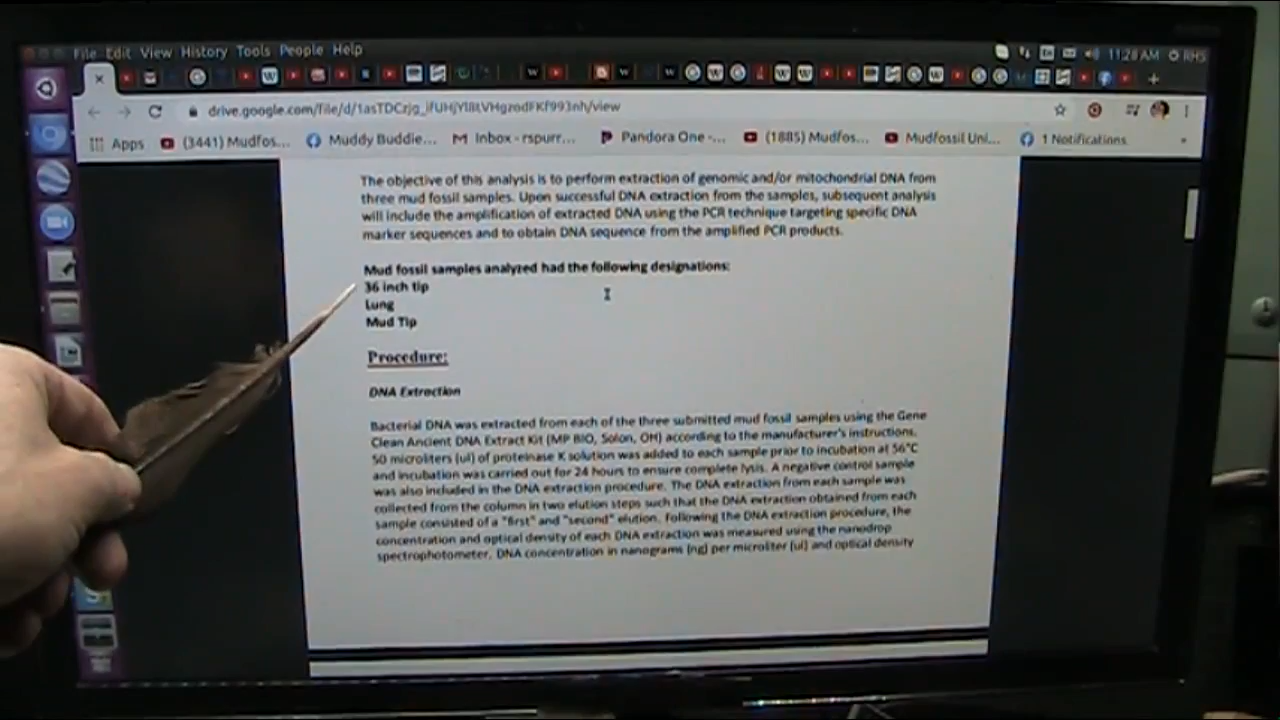 File Edit View History Tools People Help
11:28 AM RHS
drive.google.com/file/d/1asTDCzjg_ifUHjYl8tVHgzodFKf993nh/view
Apps (3441) Mudfos... Muddy Buddie... Inbox - rspurr... Pandora One -... (1885) Mudfos... Mudfossil Uni... 1 Notifications
The objective of this analysis is to perform extraction of genomic and/or mitochondrial DNA from
three mud fossil samples. Upon successful DNA extraction from the samples, subsequent analysis
will include the amplification of extracted DNA using the PCR technique targeting specific DNA
marker sequences and to obtain DNA sequence from the amplified PCR products.
Mud fossil samples analyzed had the following designations:
36 inch tip
Lung
Mud Tip
Procedure:
DNA Extraction
Bacterial DNA was extracted from each of the three submitted mud fossil samples using the Gene
Clean Ancient DNA Extract Kit (MP BIO, Solon, OH) according to the manufacturer's instructions.
50 microliters (ul) of proteinase K solution was added to each sample prior to incubation at 56°C
and incubation was carried out for 24 hours to ensure complete lysis. A negative control sample
was also included in the DNA extraction procedure. The DNA extraction from each sample was
collected from the column in two elution steps such that the DNA extraction obtained from each
sample consisted of a "first" and "second" elution. Following the DNA extraction procedure, the
concentration and optical density of each DNA extraction was measured using the nanodrop
spectrophotometer. DNA concentration in nanograms (ng) per microliter (ul) and optical density